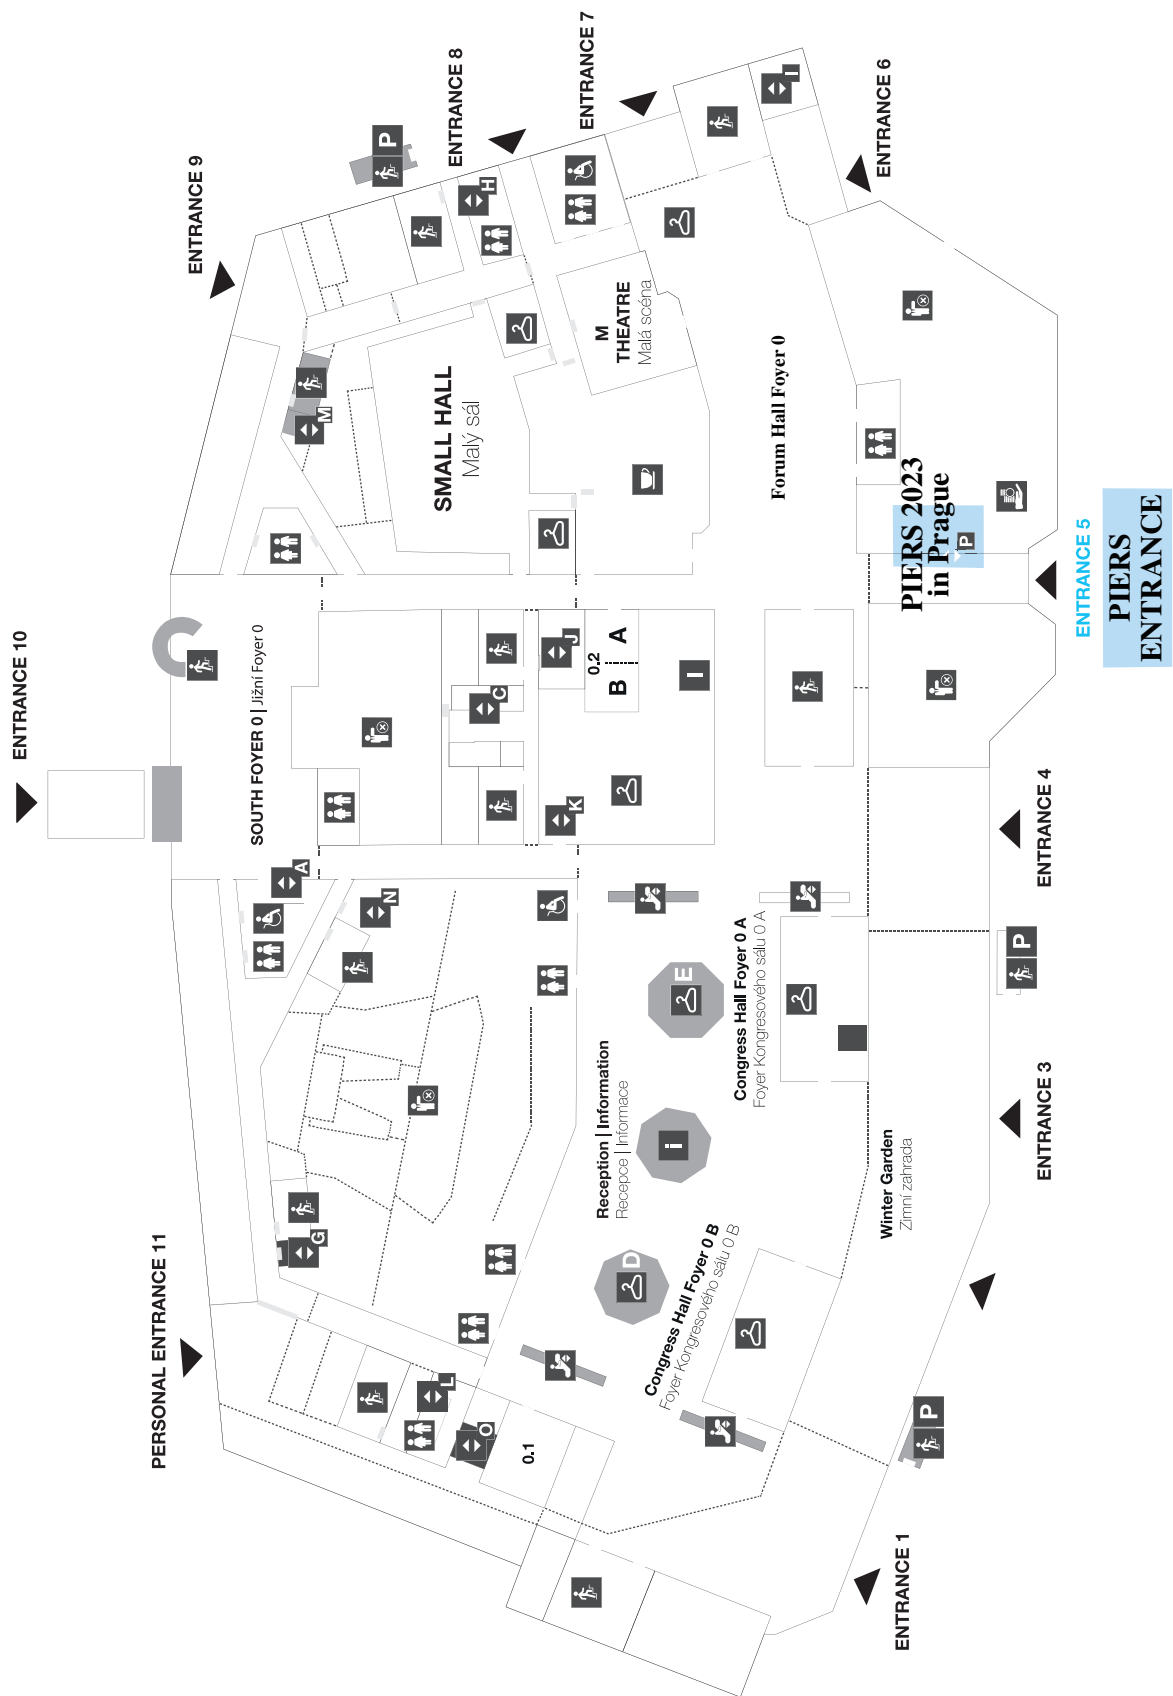 ENTRANCE 10
ENTRANCE 9
ENTRANCE 8
ENTRANCE 7
ENTRANCE 6
P
I
H
M
SMALL HALL
Malý sál
M
THEATRE
Malá scéna
Forum Hall Foyer 0
PIERS 2023
in Prague
P
ENTRANCE 5
PIERS
ENTRANCE
SOUTH FOYER 0 | Jižní Foyer 0
J
C
K
0.2
B
A
I
A
N
ENTRANCE 4
P
E
Congress Hall Foyer 0 A
Foyer Kongresového sálu 0 A
Reception | Information
Recepce | Informace
i
ENTRANCE 3
Winter Garden
Zimní zahrada
D
Congress Hall Foyer 0 B
Foyer Kongresového sálu 0 B
G
PERSONAL ENTRANCE 11
L
O
0.1
P
ENTRANCE 1